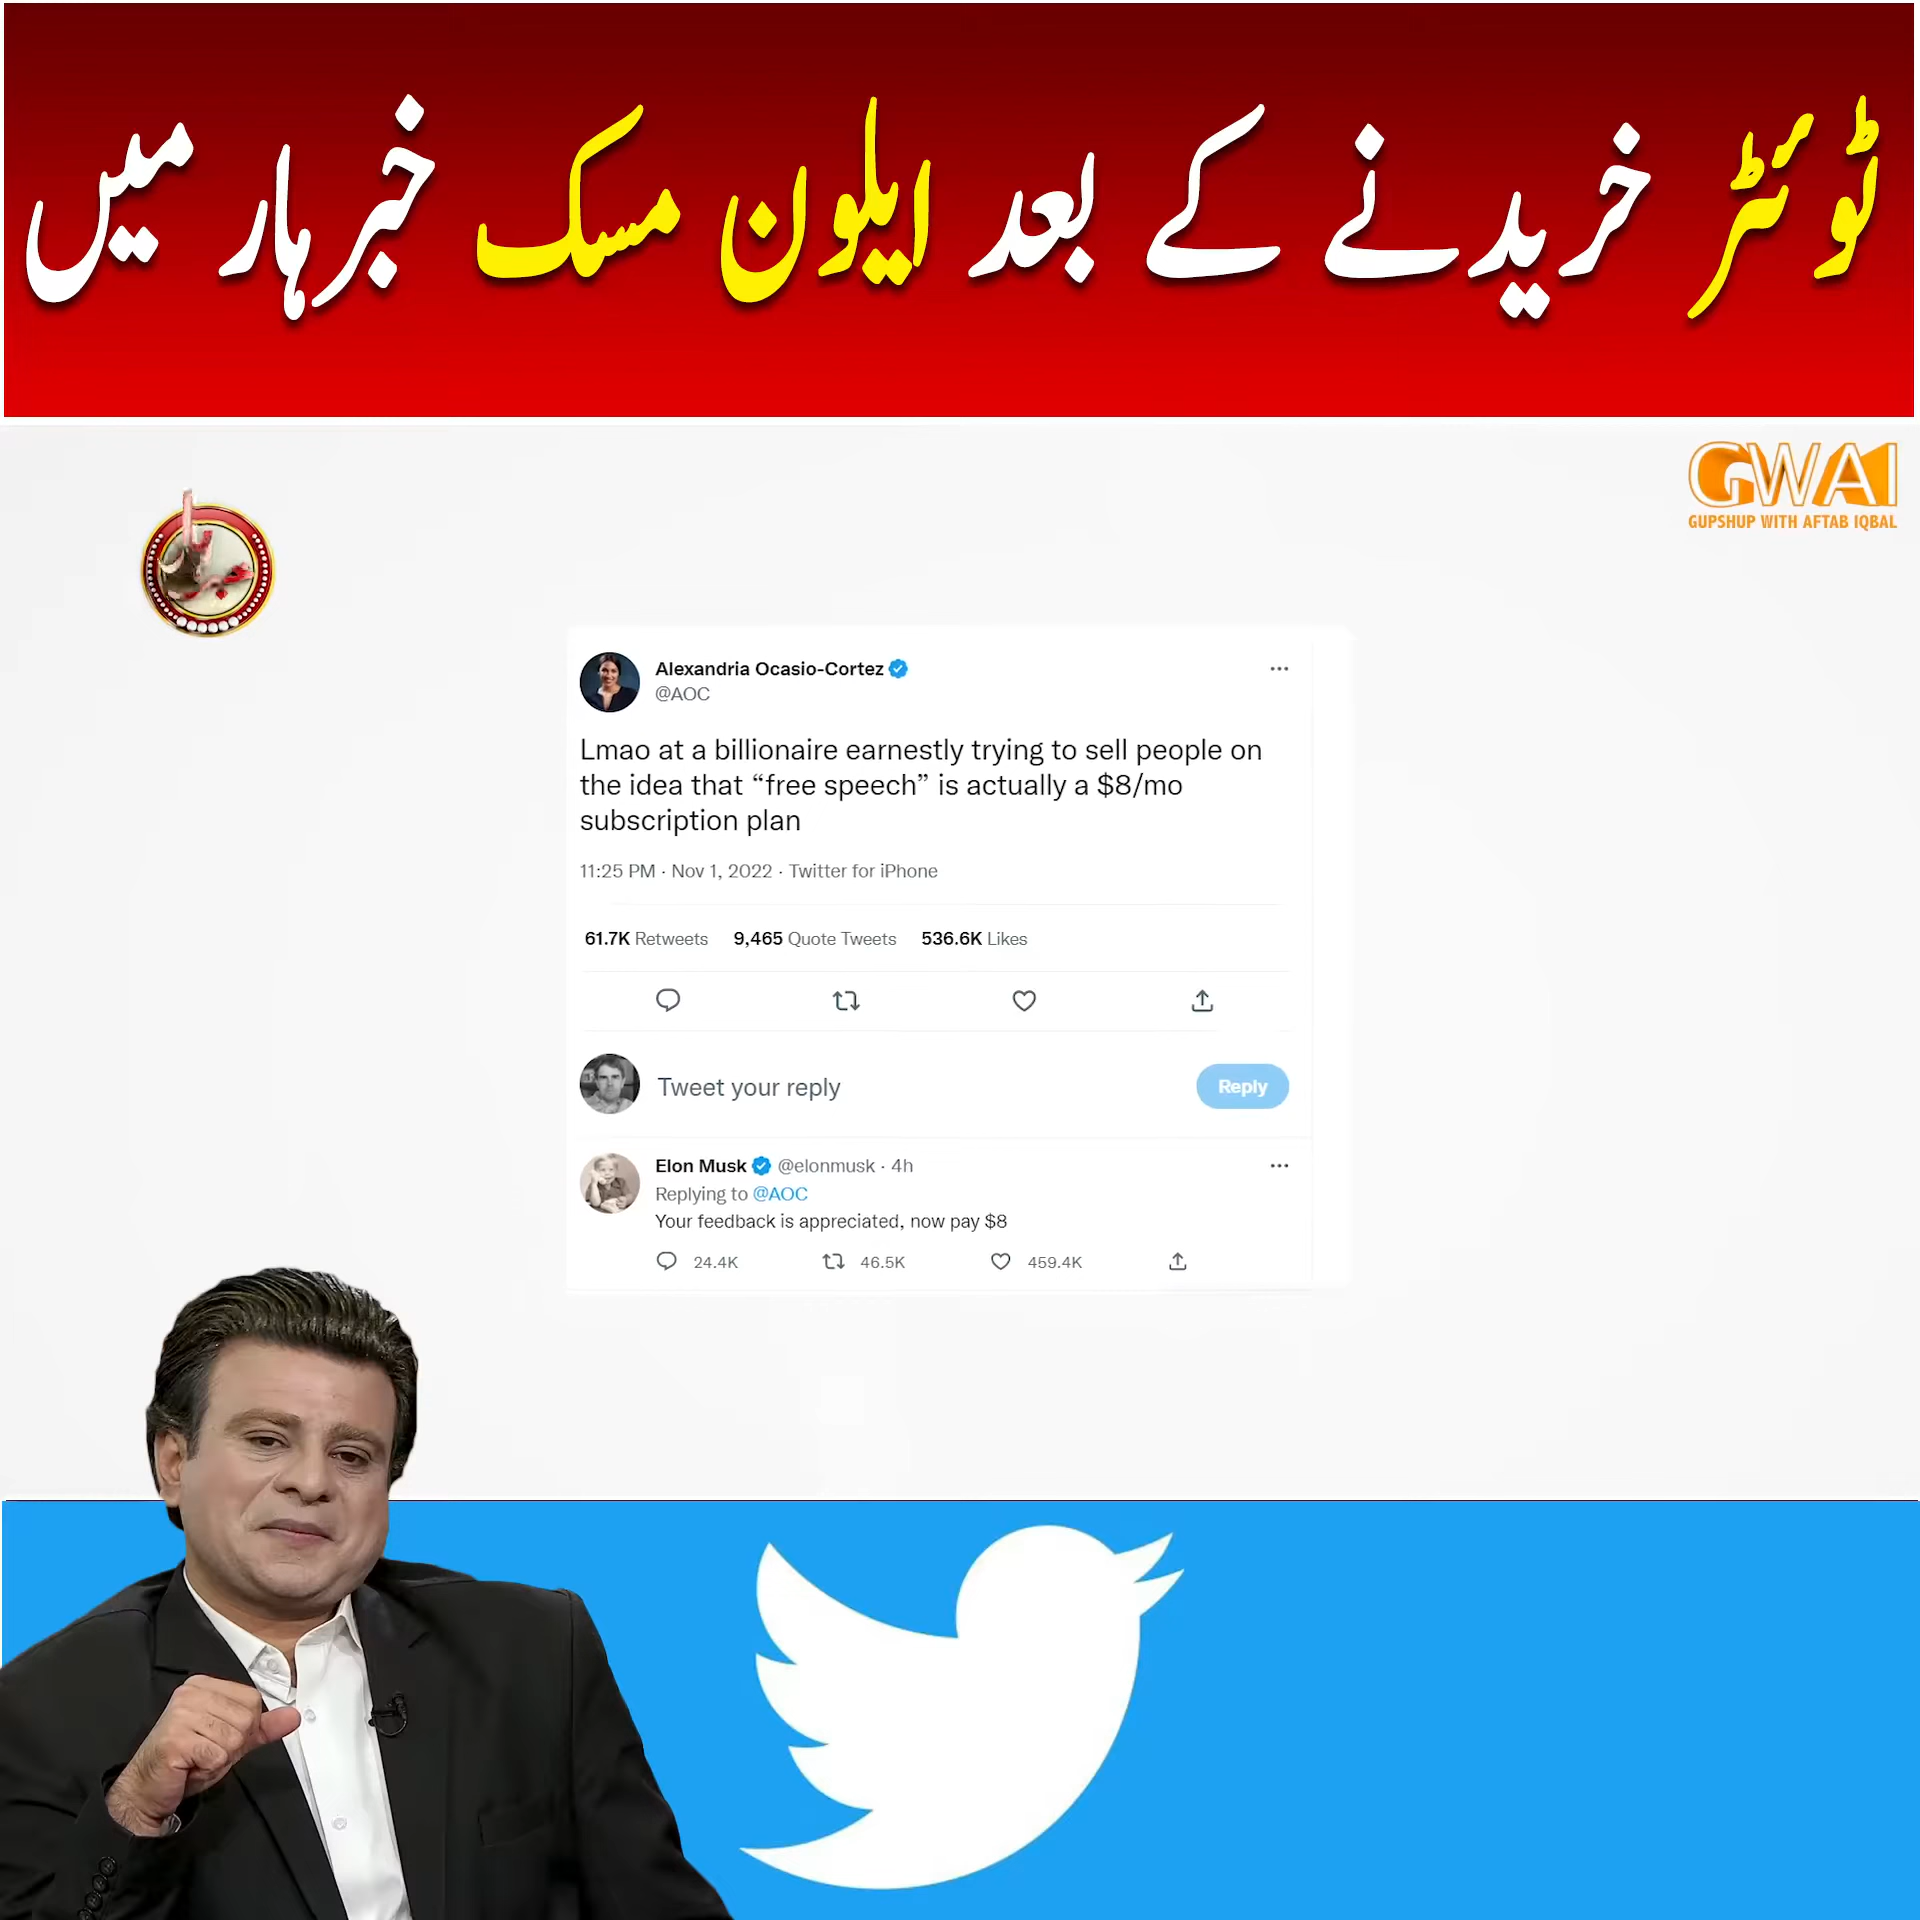 ٹوئٹر خریدنے کے بعد ایلون مسک خبرہار میں
GWAI
GUPSHUP WITH AFTAB IQBAL
Alexandria Ocasio-Cortez
@AOC
Lmao at a billionaire earnestly trying to sell people on
the idea that “free speech” is actually a $8/mo
subscription plan
11:25 PM · Nov 1, 2022 · Twitter for iPhone
61.7K Retweets 9,465 Quote Tweets 536.6K Likes
Tweet your reply Reply
Elon Musk @elonmusk · 4h
Replying to @AOC
Your feedback is appreciated, now pay $8
24.4K 46.5K 459.4K